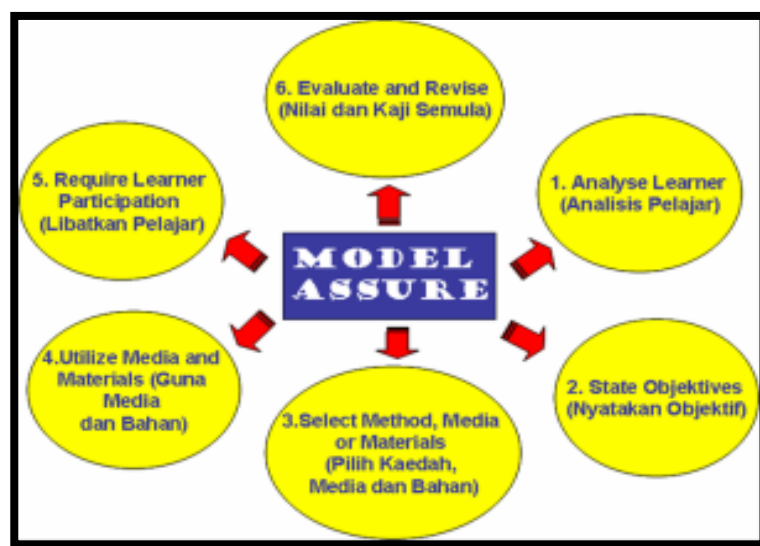 MODEL
ASSURE
1. Analyse Learner
(Analisis Pelajar)
2. State Objektives
(Nyatakan Objektif)
3.Select Method, Media
or Materials
(Pilih Kaedah,
Media dan Bahan)
4.Utilize Media and
Materials (Guna
Media
dan Bahan)
5. Require Learner
Participation
(Libatkan Pelajar)
6. Evaluate and Revise
(Nilai dan Kaji Semula)